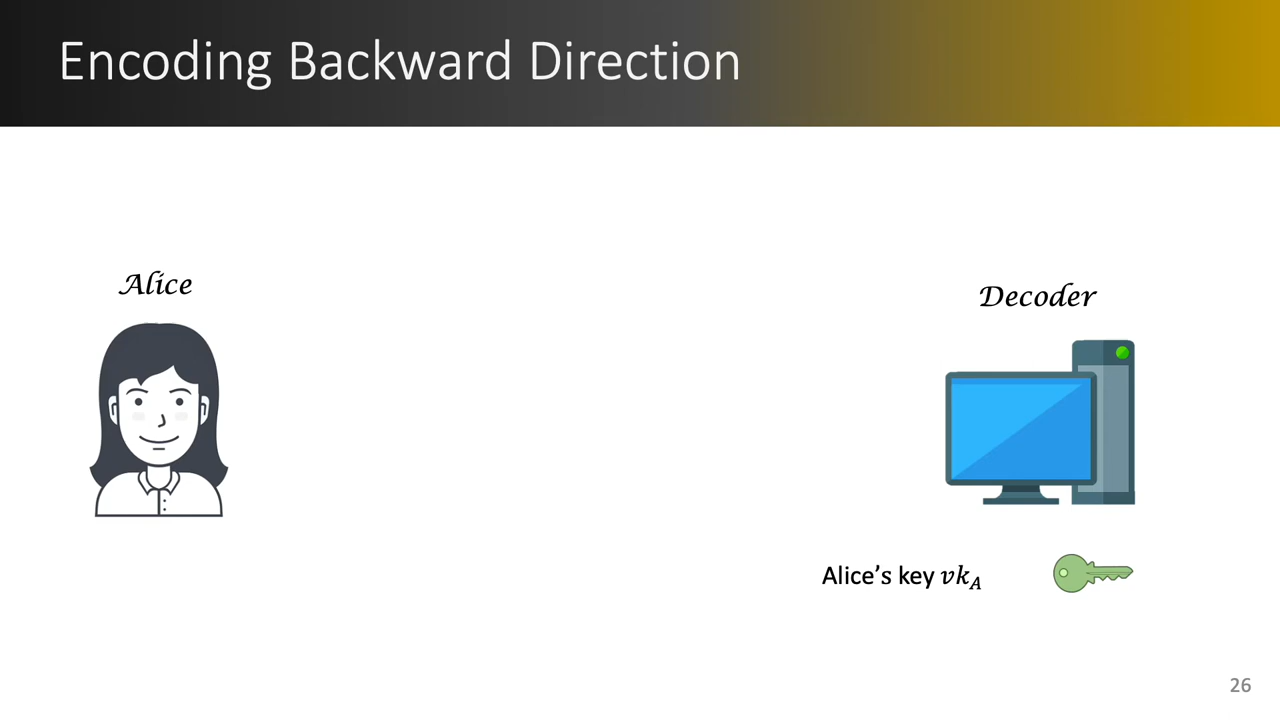 Encoding Backward Direction
Alice
Decoder
Alice’s key 𝑣𝑘_A
26